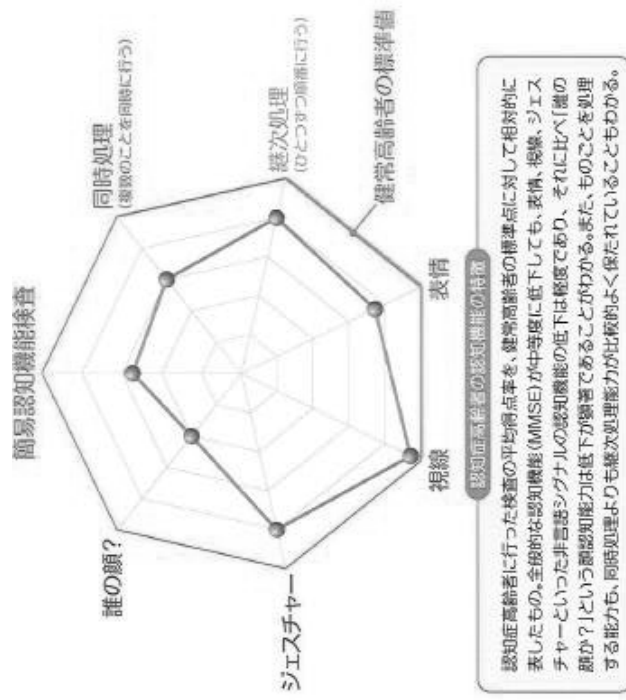 簡易認知機能検査
同時処理
(複数のことを同時に行う)
継次処理
(ひとつずつ順番に行う)
健常高齢者の標準値
表情
視線
ジェスチャー
誰の顔?
認知症高齢者の認知機能の特徴
認知症高齢者に行った検査の平均得点率を、健常高齢者の標準点に対して相対的に
表したもの。全般的な認知機能(MMSE)が中等度に低下しても、表情、視線、ジェス
チャーといった非言語シグナルの認知機能の低下は軽度であり、それに比べ「誰の
顔か?」という顔認知能力は低下が顕著であることがわかる。また、ものごとを処理
する能力も、同時処理よりも継次処理能力が比較的よく保たれていることもわかる。